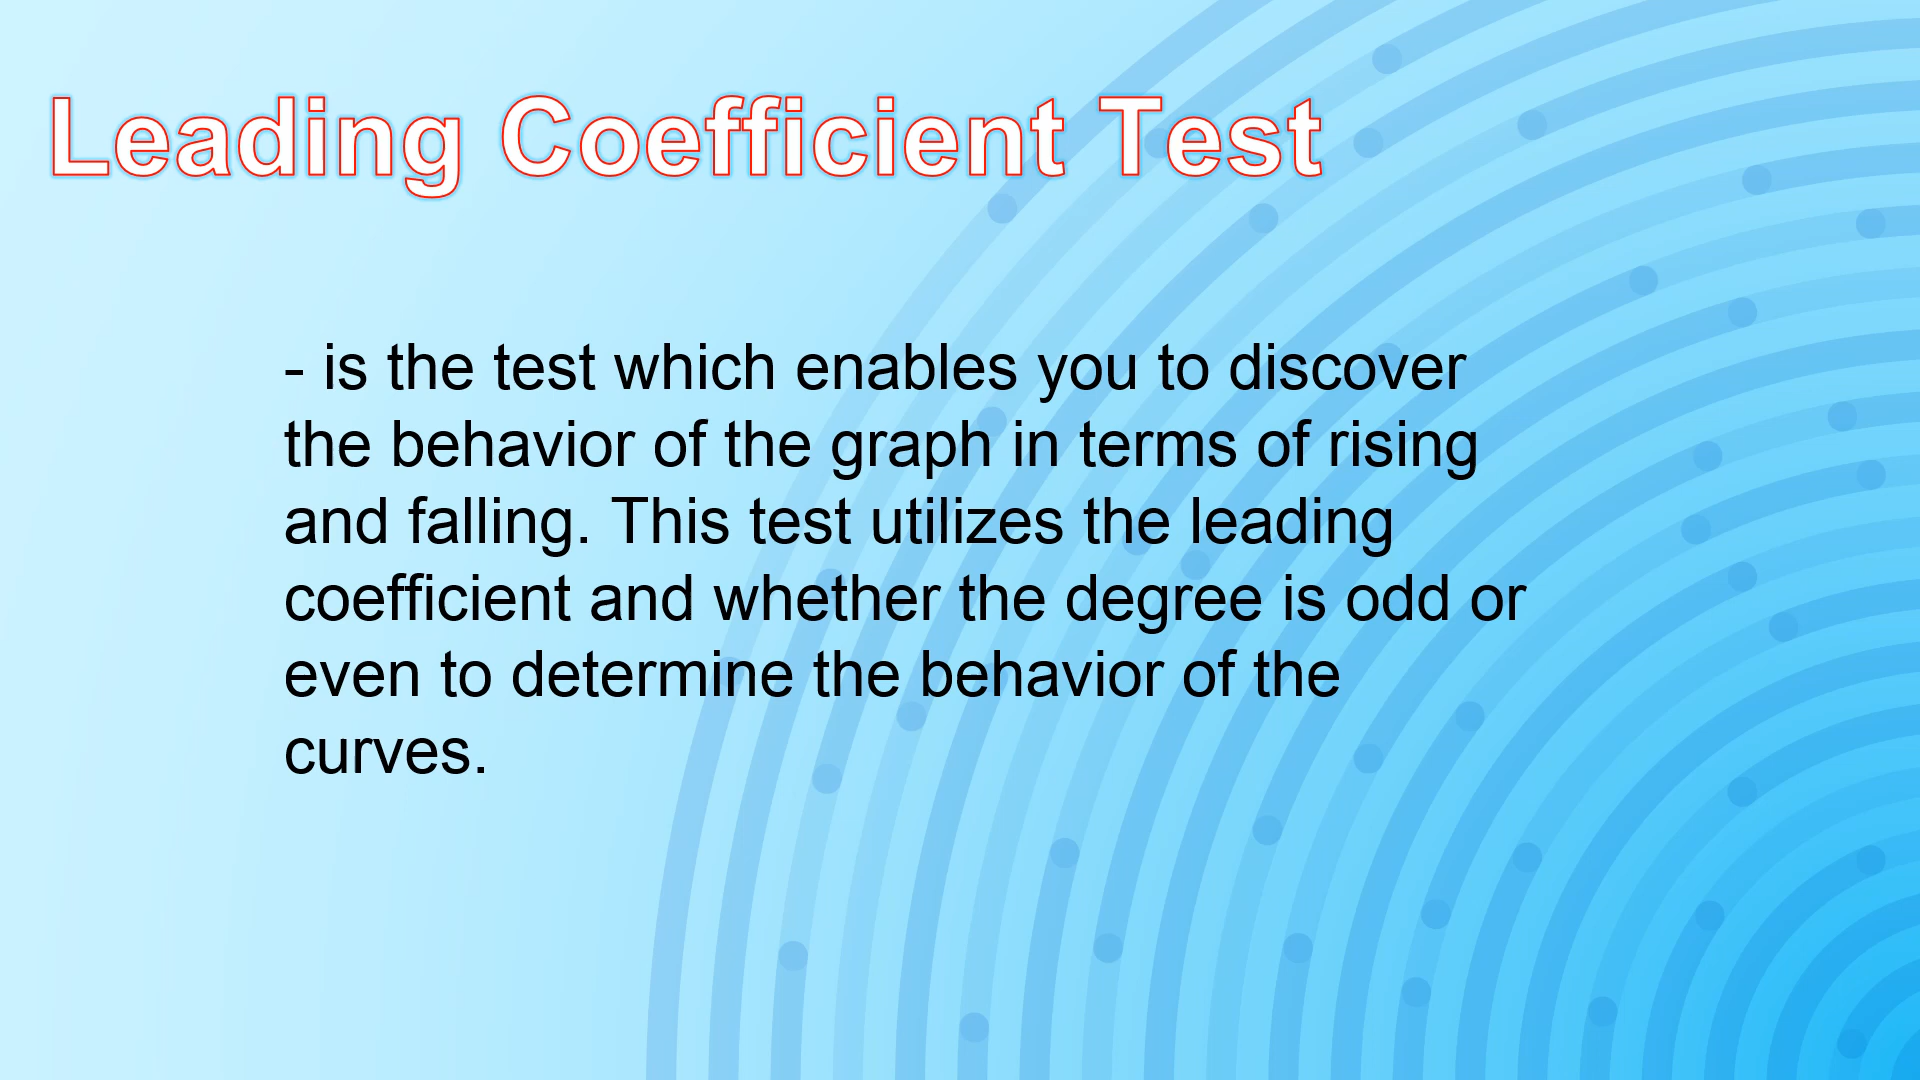 Leading Coefficient Test
- is the test which enables you to discover
the behavior of the graph in terms of rising
and falling. This test utilizes the leading
coefficient and whether the degree is odd or
even to determine the behavior of the
curves.